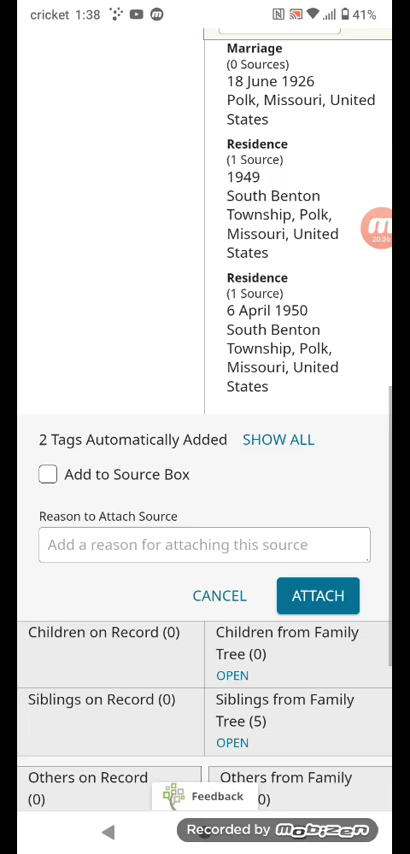 cricket 1:38
41%
Marriage
(0 Sources)
18 June 1926
Polk, Missouri, United
States
Residence
(1 Source)
1949
South Benton
Township, Polk,
Missouri, United
States
20:36
Residence
(1 Source)
6 April 1950
South Benton
Township, Polk,
Missouri, United
States
2 Tags Automatically Added SHOW ALL
Add to Source Box
Reason to Attach Source
Add a reason for attaching this source
CANCEL ATTACH
Children on Record (0)
Children from Family
Tree (0)
OPEN
Siblings on Record (0)
Siblings from Family
Tree (5)
OPEN
Others on Record
(0)
Others from Family
0)
Feedback
Recorded by mobizen